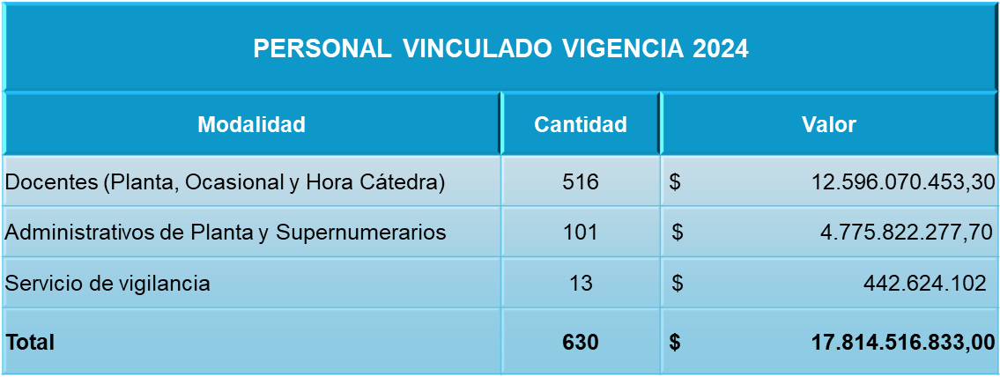 PERSONAL VINCULADO VIGENCIA 2024
Modalidad Cantidad Valor
Docentes (Planta, Ocasional y Hora Cátedra) 516 $ 12.596.070.453,30
Administrativos de Planta y Supernumerarios 101 $ 4.775.822.277,70
Servicio de vigilancia 13 $ 442.624.102
Total 630 $ 17.814.516.833,00